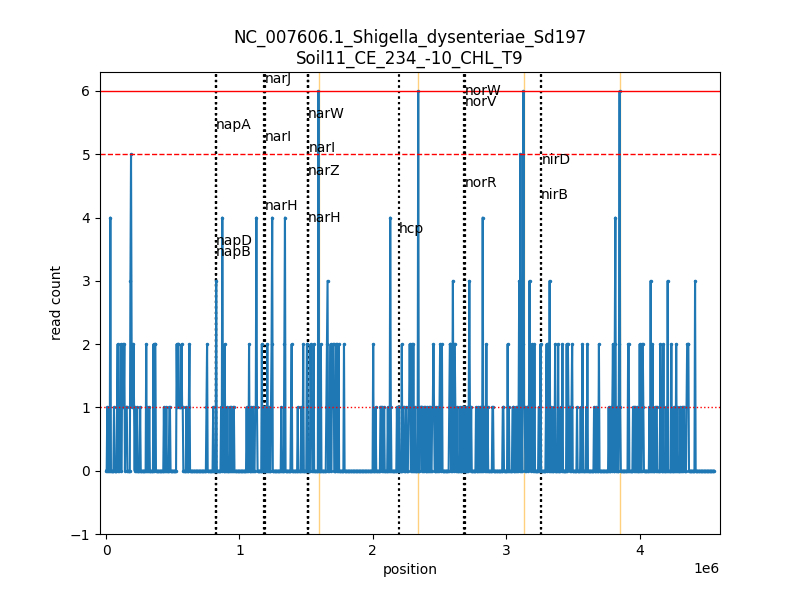 NC_007606.1_Shigella_dysenteriae_Sd197
Soil11_CE_234_-10_CHL_T9
narJ
norW
norV
narW
napA
narI
narI
nirD
narZ
norR
nirB
narH
narH
hcp
napD
napB
read count
6
5
4
3
2
1
0
−1
0
1
2
3
4
1e6
position